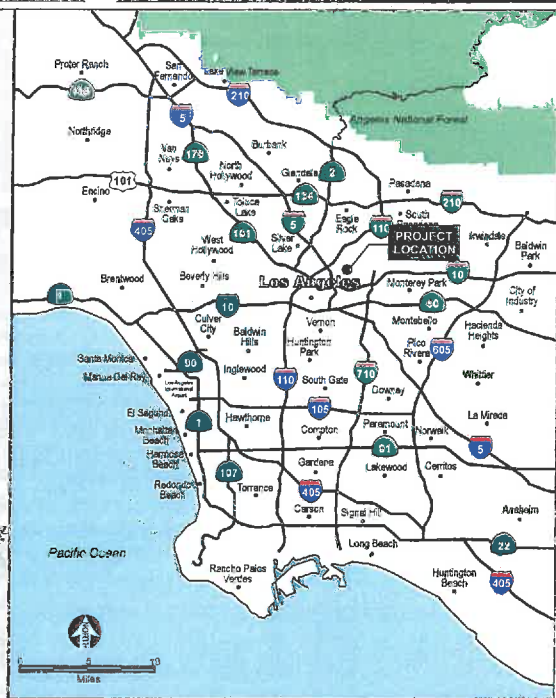 Porter Ranch
San Fernando
Lake View Terrace
210
5
Angeles National Forest
Northridge
Van Nuys
170
Burbank
North Hollywood
Glendale
2
Pasadena
101
Encino
134
210
Sherman Oaks
Toluca Lake
Eagle Rock
South
110
405
West Hollywood
101
5
Silver Lake
PROJECT LOCATION
Irwindale
Baldwin Park
Brentwood
Beverly Hills
Los Angeles
Monterey Park
10
City of Industry
10
Culver City
Baldwin Hills
Vernon
60
Montebello
Hacienda Heights
Huntington Park
Pico Rivera
605
Santa Monica
90
Marina Del Rey
Los Angeles International Airport
Inglewood
110
South Gate
710
Downey
Whittier
El Segundo
1
Hawthorne
105
Compton
Paramount
Norwalk
La Mirada
Manhattan Beach
5
Hermosa Beach
91
Gardena
Lakewood
Cerritos
Redondo Beach
107
Torrance
405
Carson
Signal Hill
Anaheim
Pacific Ocean
Long Beach
22
Rancho Palos Verdes
Huntington Beach
405
NORTH
0 5 10
Miles